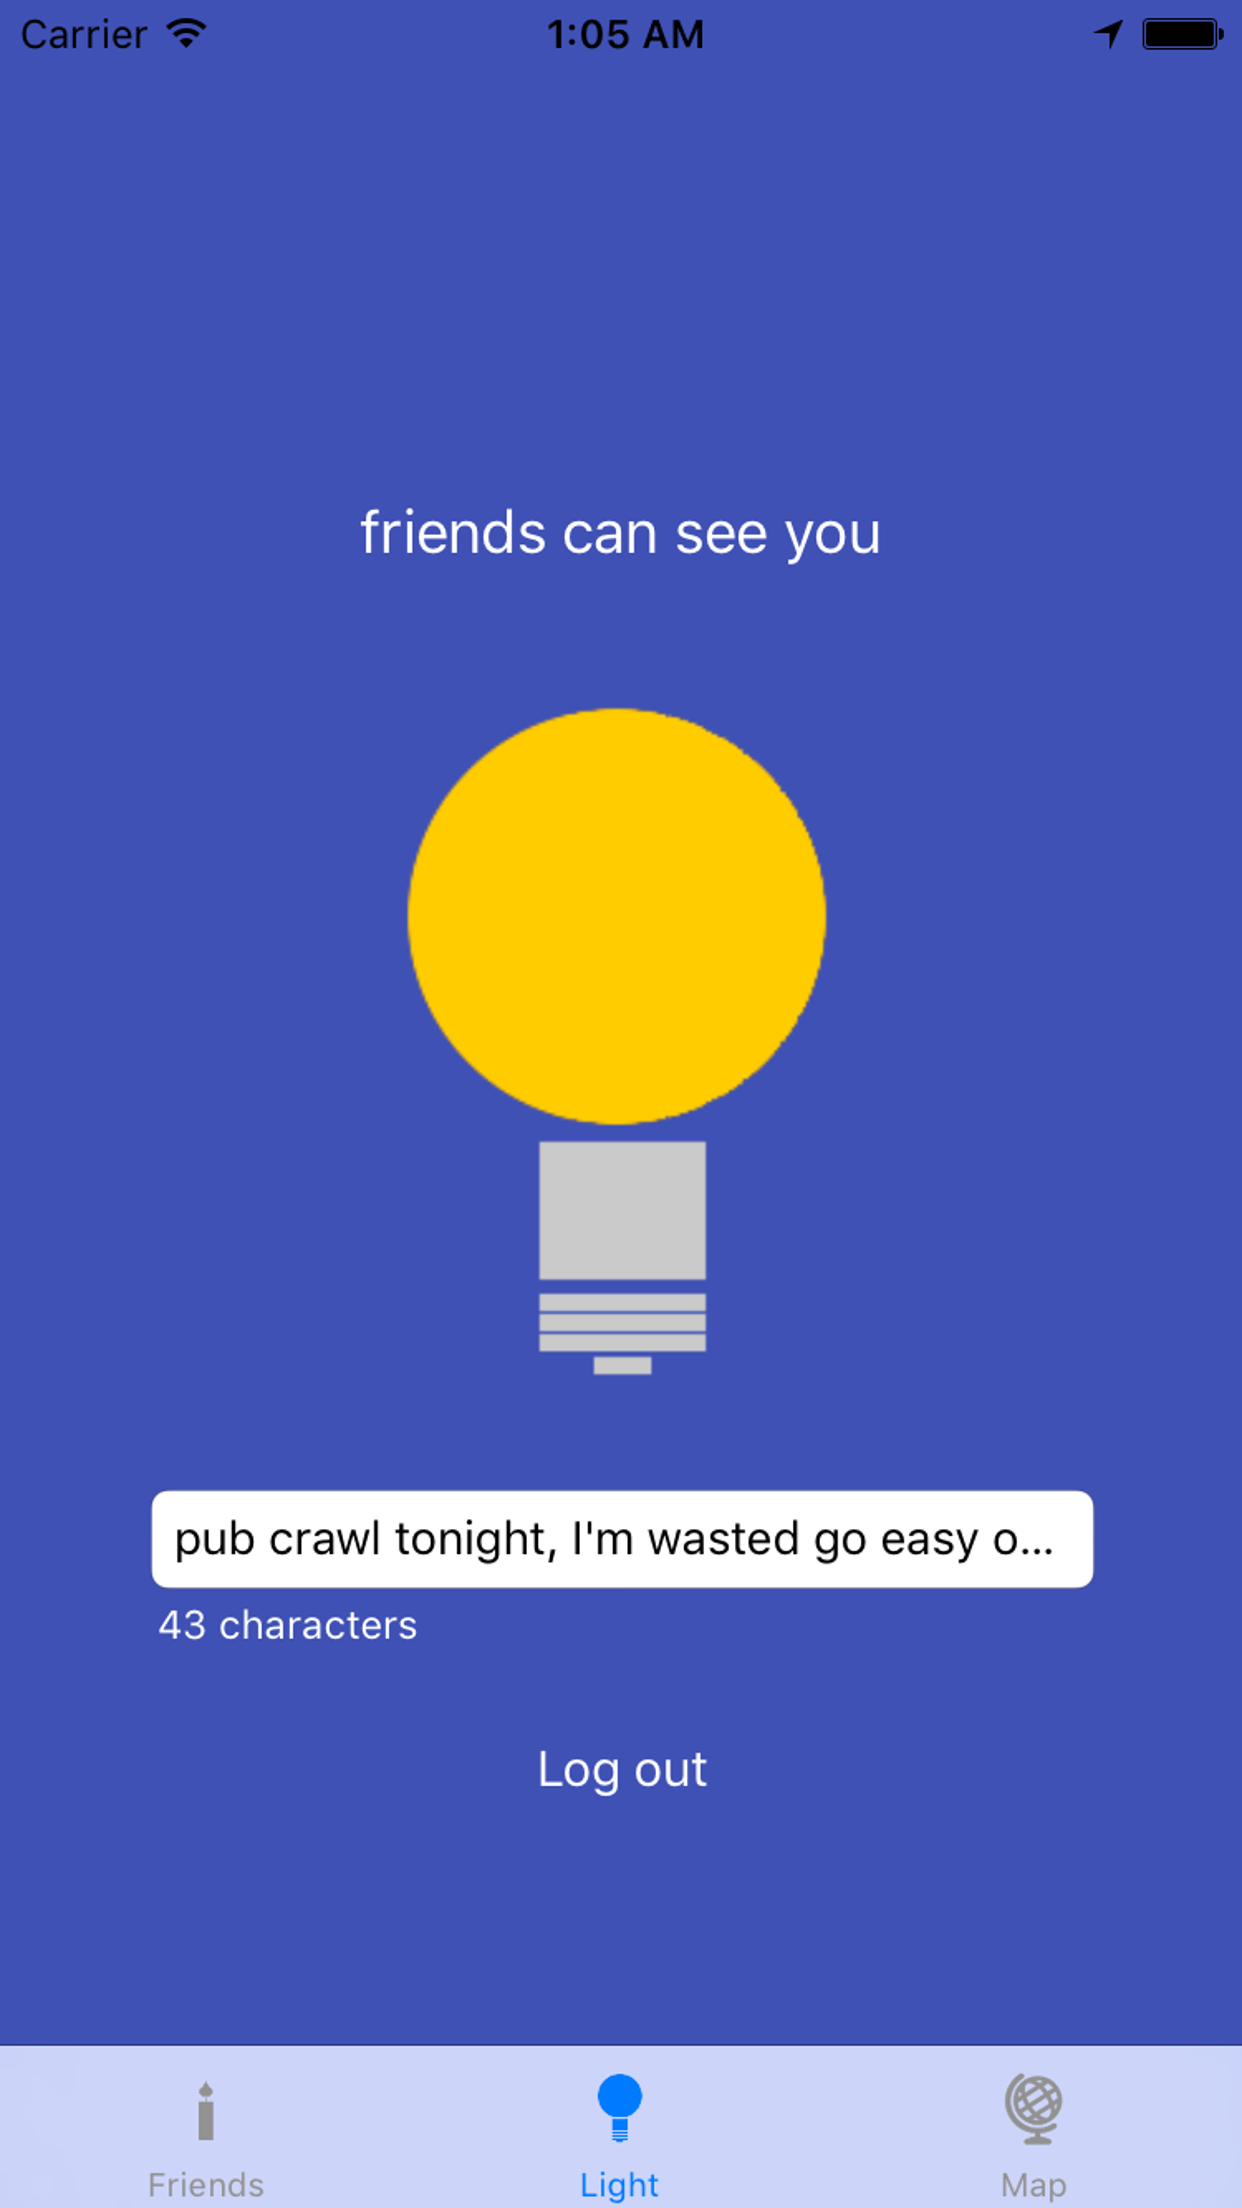 Carrier 1:05 AM
friends can see you
pub crawl tonight, I'm wasted go easy o...
43 characters
Log out
Friends Light Map